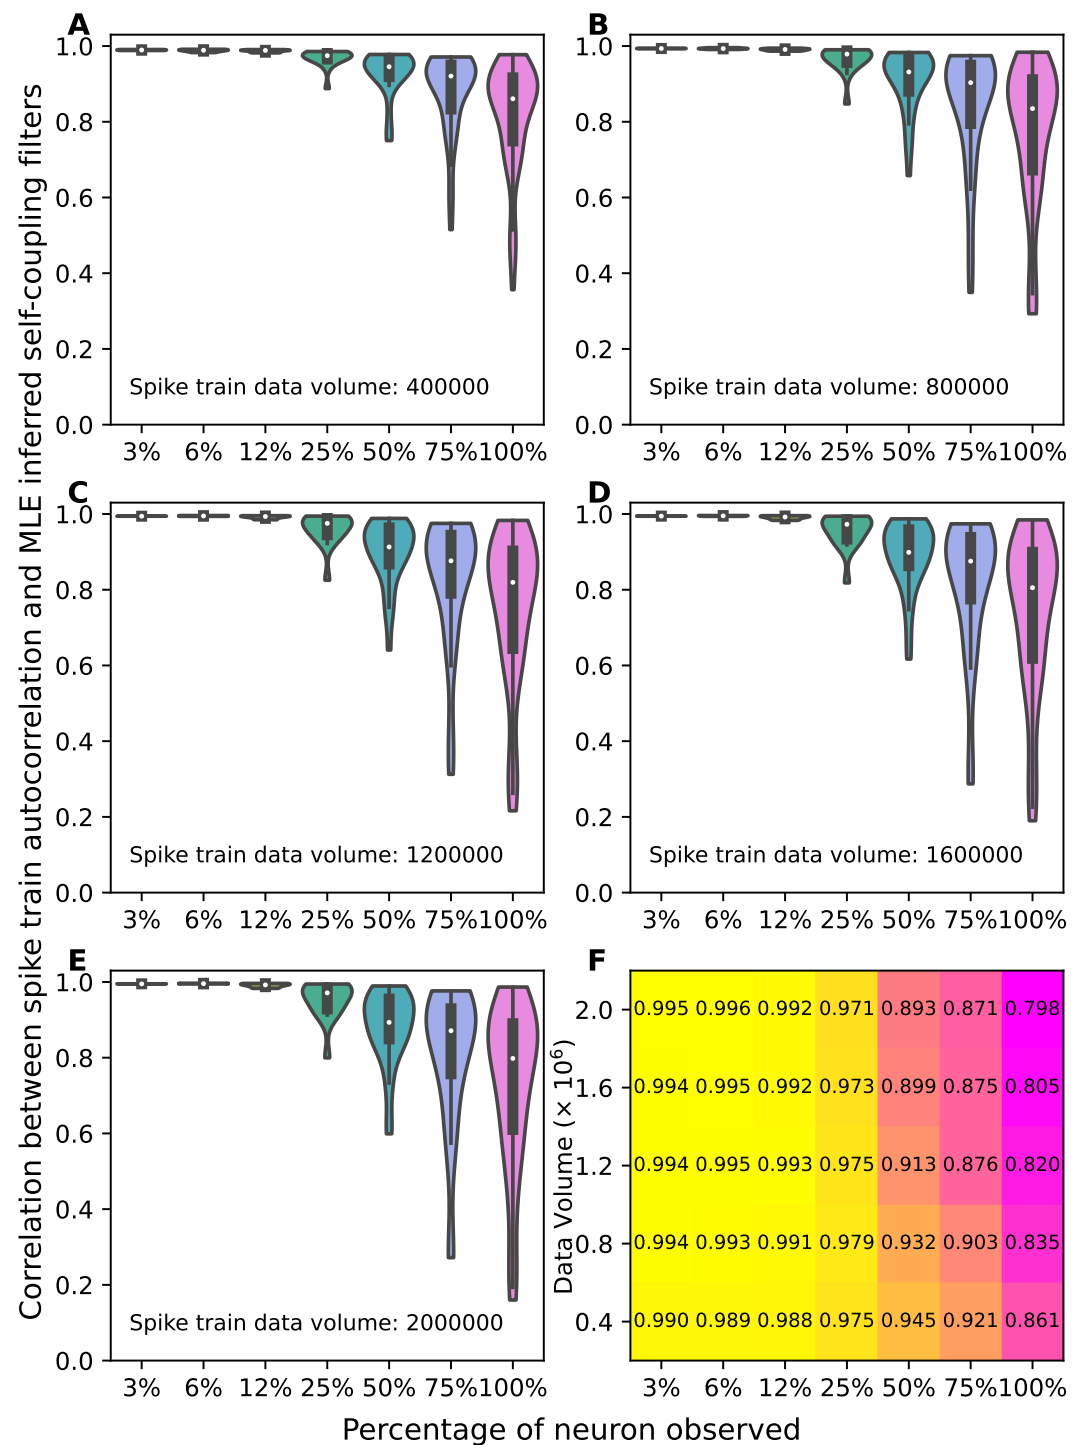 Correlation between spike train autocorrelation and MLE inferred self-coupling filters
A
1.0
0.8
0.6
0.4
0.2
0.0
Spike train data volume: 400000
3% 6% 12% 25% 50% 75% 100%
B
1.0
0.8
0.6
0.4
0.2
0.0
Spike train data volume: 800000
3% 6% 12% 25% 50% 75% 100%
C
1.0
0.8
0.6
0.4
0.2
0.0
Spike train data volume: 1200000
3% 6% 12% 25% 50% 75% 100%
D
1.0
0.8
0.6
0.4
0.2
0.0
Spike train data volume: 1600000
3% 6% 12% 25% 50% 75% 100%
E
1.0
0.8
0.6
0.4
0.2
0.0
Spike train data volume: 2000000
3% 6% 12% 25% 50% 75% 100%
F
Data Volume (× 10⁶)
2.0 0.995 0.996 0.992 0.971 0.893 0.871 0.798
1.6 0.994 0.995 0.992 0.973 0.899 0.875 0.805
1.2 0.994 0.995 0.993 0.975 0.913 0.876 0.820
0.8 0.994 0.993 0.991 0.979 0.932 0.903 0.835
0.4 0.990 0.989 0.988 0.975 0.945 0.921 0.861
3% 6% 12% 25% 50% 75% 100%
Percentage of neuron observed